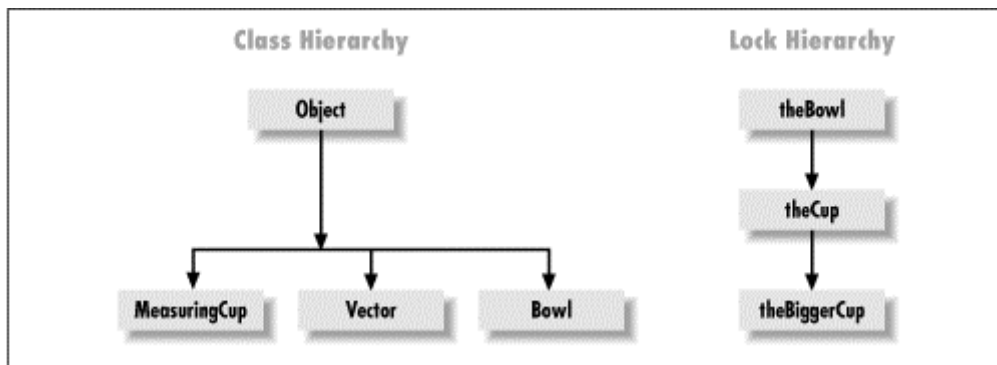 Class Hierarchy
Lock Hierarchy
Object
theBowl
theCup
MeasuringCup
Vector
Bowl
theBiggerCup